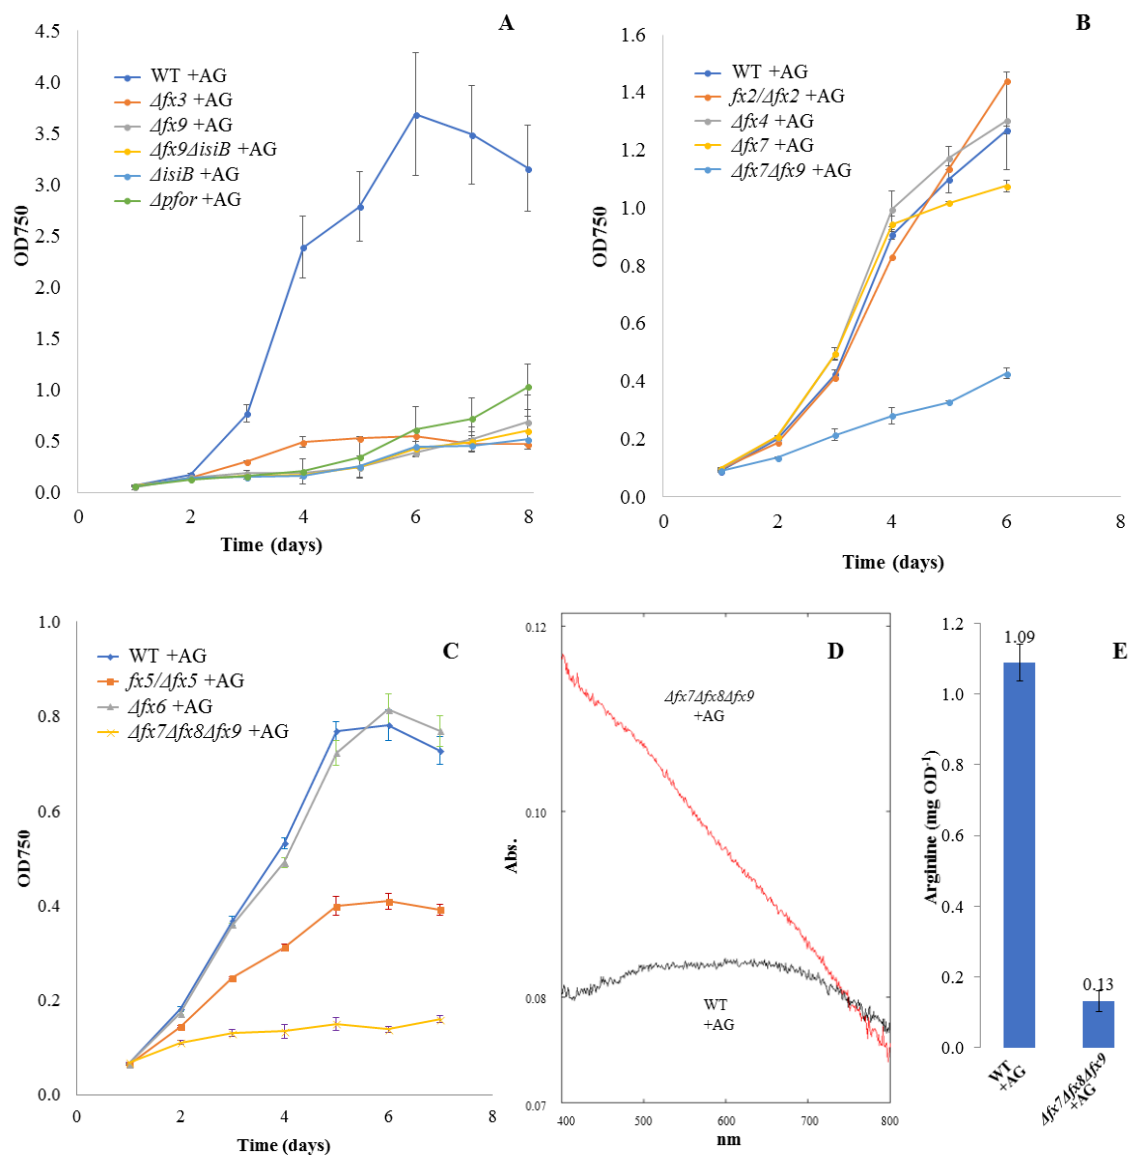 A
4.5
4.0
3.5
3.0
2.5
2.0
1.5
1.0
0.5
0.0
OD750
WT +AG
Δfx3 +AG
Δfx9 +AG
Δfx9ΔisiB +AG
ΔisiB +AG
Δpfor +AG
0 2 4 6 8
Time (days)
B
1.6
1.4
1.2
1.0
0.8
0.6
0.4
0.2
0.0
OD750
WT +AG
fx2/Δfx2 +AG
Δfx4 +AG
Δfx7 +AG
Δfx7Δfx9 +AG
0 2 4 6 8
Time (days)
C
1.0
0.8
0.6
0.4
0.2
0.0
OD750
WT +AG
fx5/Δfx5 +AG
Δfx6 +AG
Δfx7Δfx8Δfx9 +AG
0 2 4 6 8
Time (days)
D
0.12
0.10
0.08
0.07
Abs.
Δfx7Δfx8Δfx9
+AG
WT
+AG
400 500 600 700 800
nm
E
1.2
1.0
0.8
0.6
0.4
0.2
0.0
Arginine (mg OD⁻¹)
1.09
0.13
WT
+AG
Δfx7Δfx8Δfx9
+AG